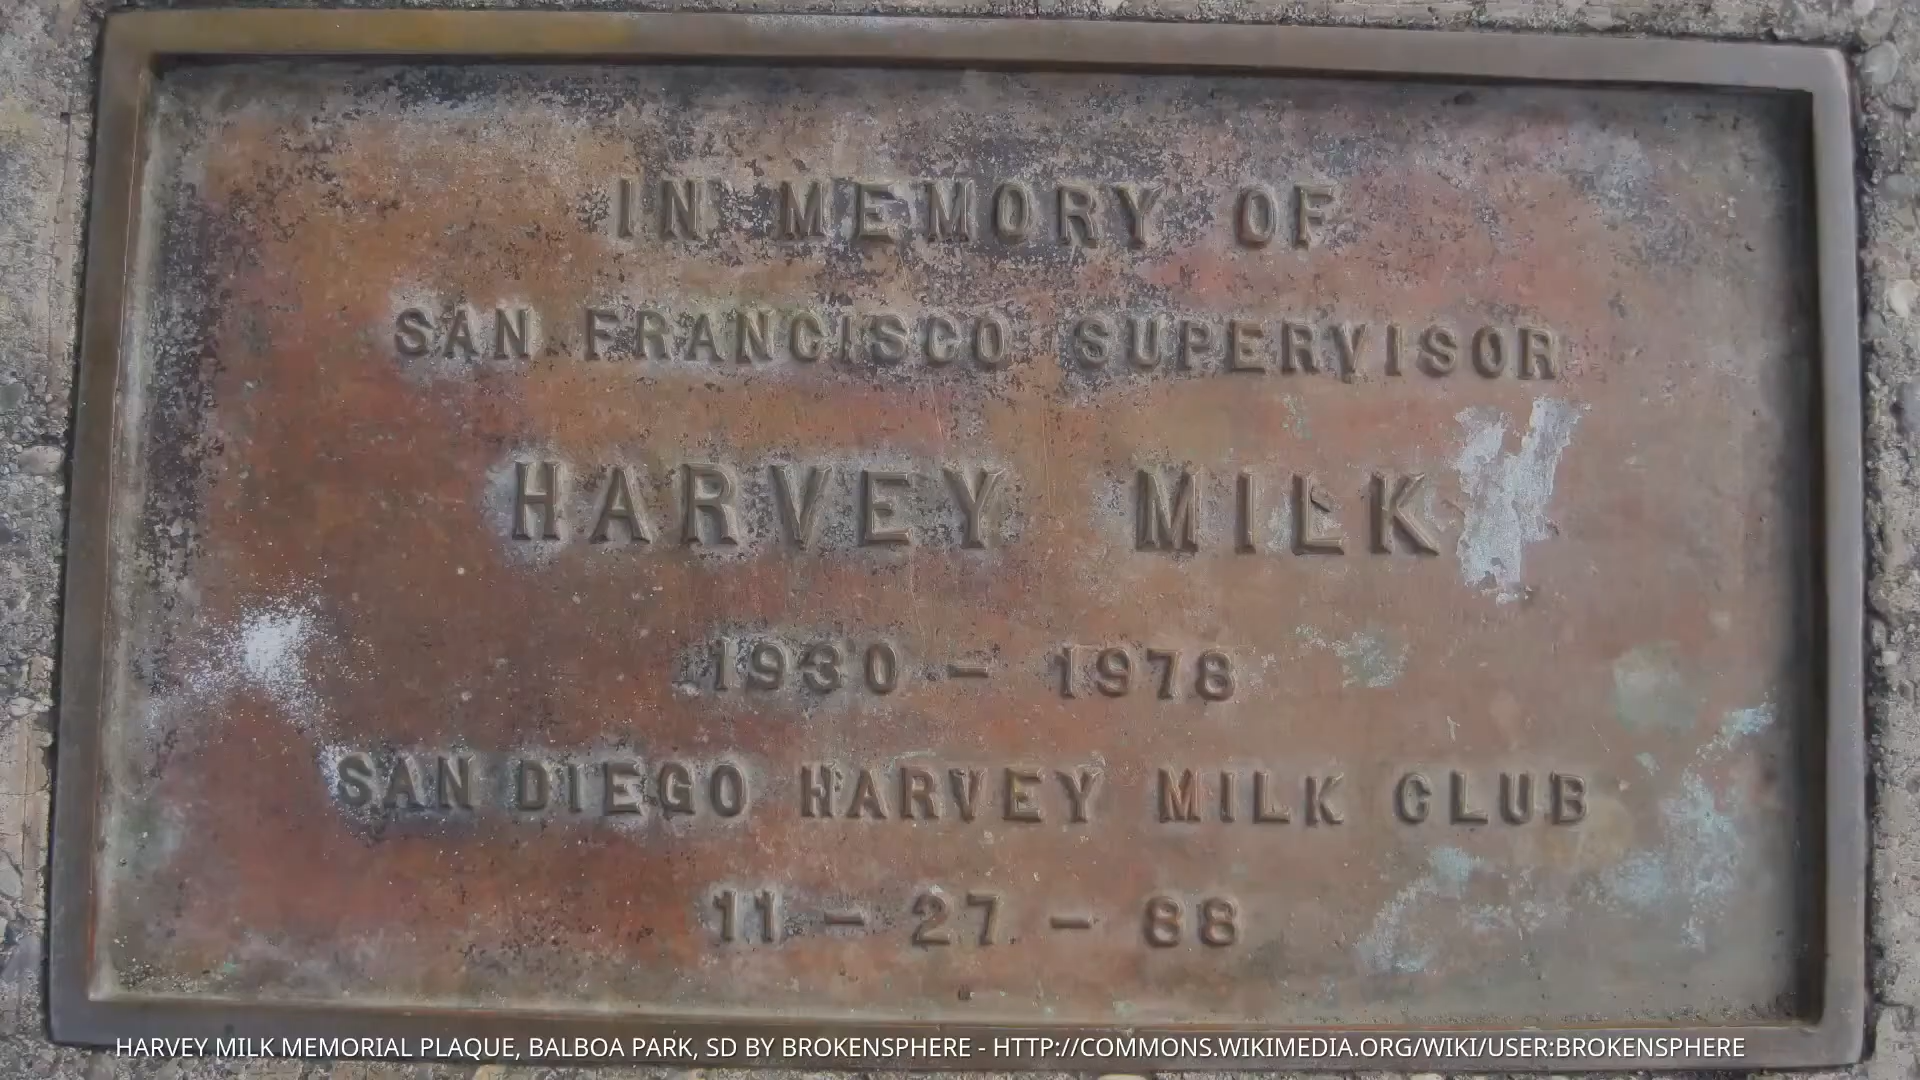 IN MEMORY OF
SAN FRANCISCO SUPERVISOR
HARVEY MILK
1930 - 1978
SAN DIEGO HARVEY MILK CLUB
11 - 27 - 88
HARVEY MILK MEMORIAL PLAQUE, BALBOA PARK, SD BY BROKENSPHERE - HTTP://COMMONS.WIKIMEDIA.ORG/WIKI/USER:BROKENSPHERE